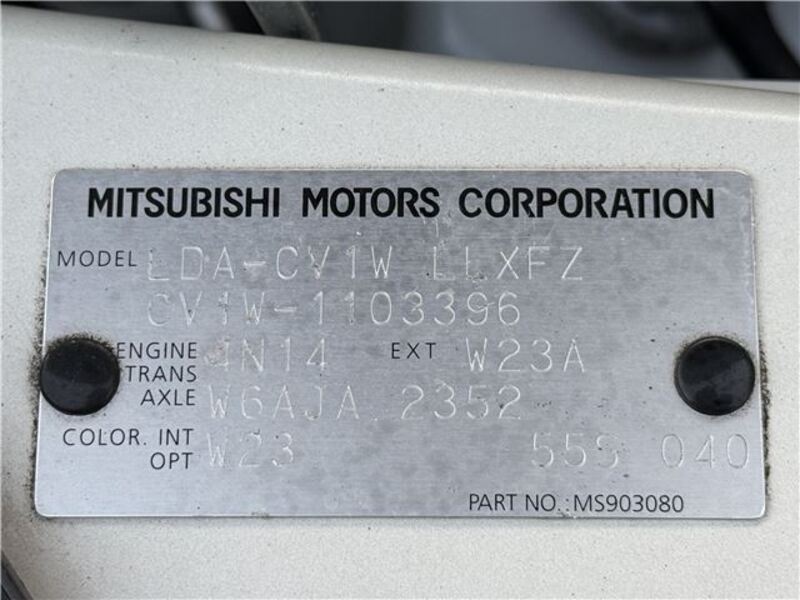 MITSUBISHI MOTORS CORPORATION
MODEL LDA-CV1W LLXFZ
CV1W-1103396
ENGINE 4N14 EXT W23A
TRANS
AXLE W6AJA 2352
COLOR. INT W23 55S 040
OPT
PART NO.:MS903080